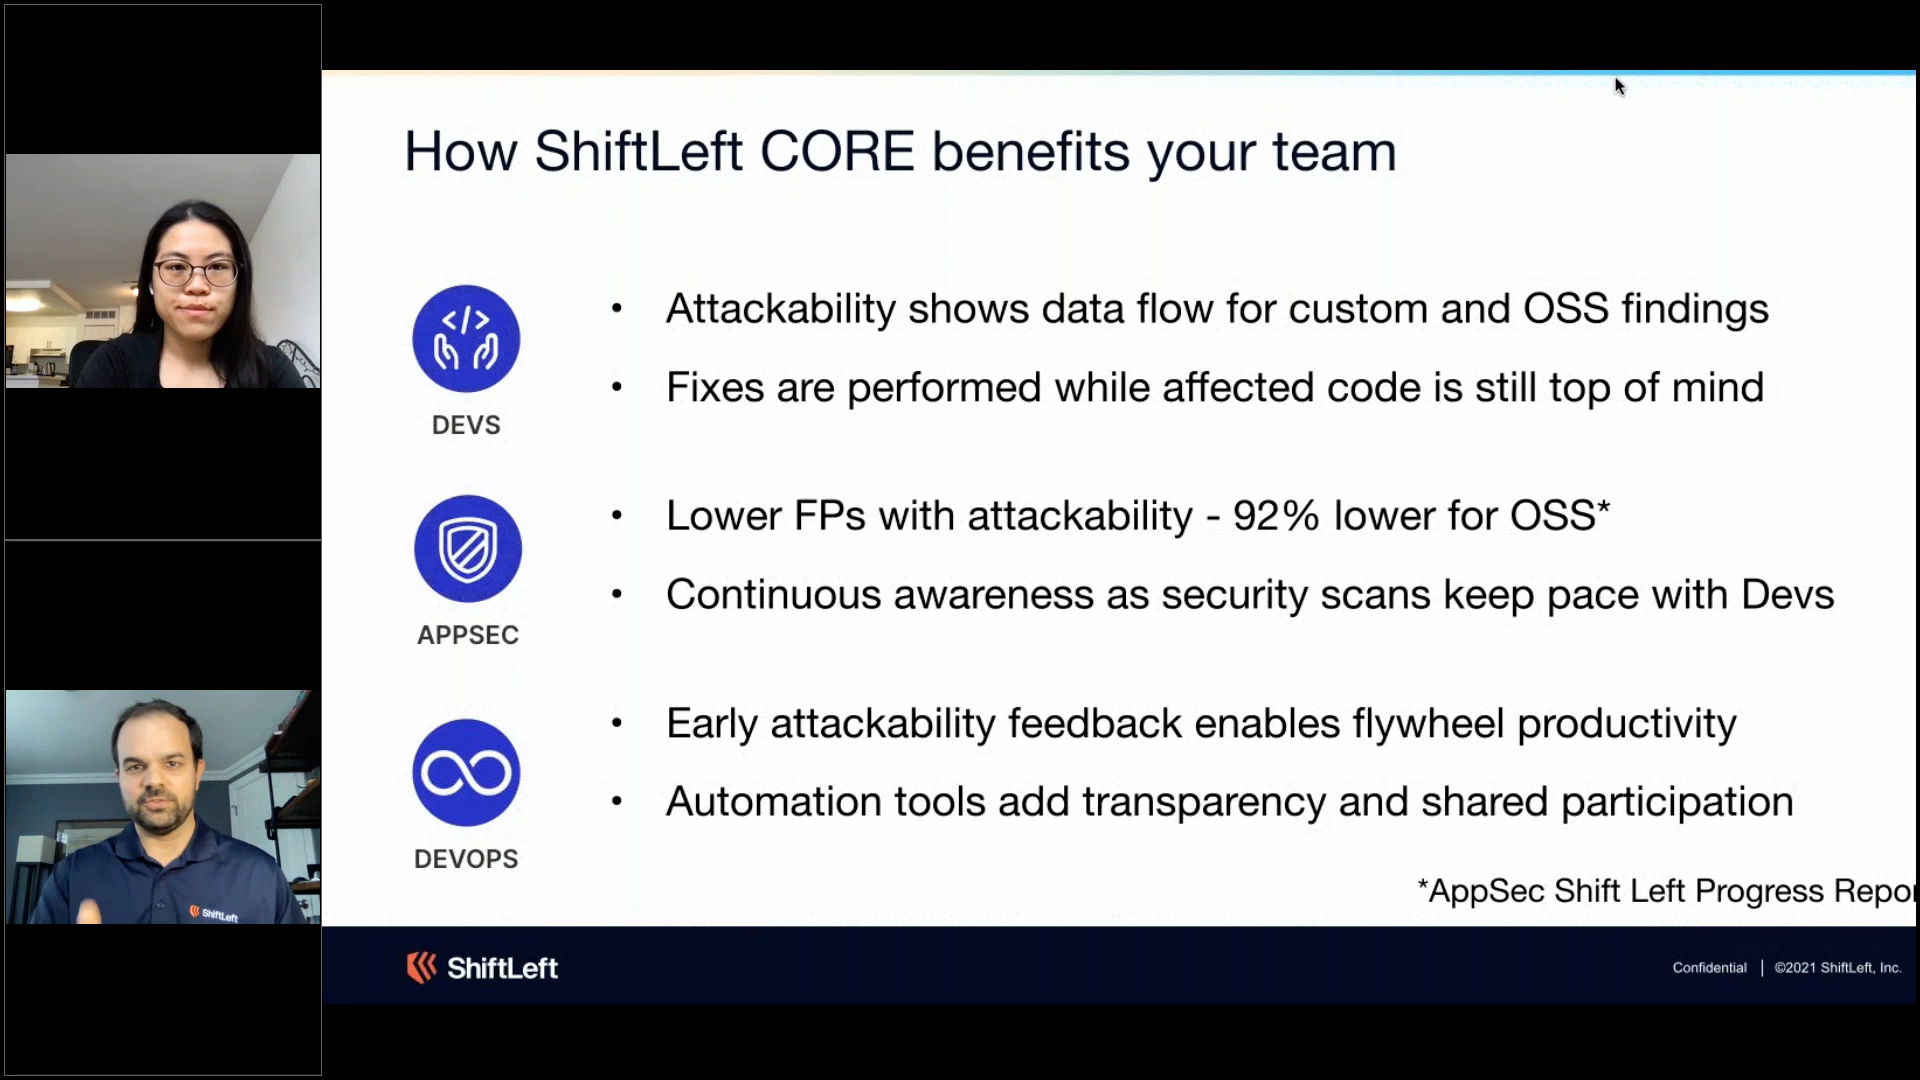 How ShiftLeft CORE benefits your team
</>
DEVS
• Attackability shows data flow for custom and OSS findings
• Fixes are performed while affected code is still top of mind
APPSEC
• Lower FPs with attackability - 92% lower for OSS*
• Continuous awareness as security scans keep pace with Devs
DEVOPS
• Early attackability feedback enables flywheel productivity
• Automation tools add transparency and shared participation
*AppSec Shift Left Progress Repor
ShiftLeft
ShiftLeft
Confidential | ©2021 ShiftLeft, Inc.